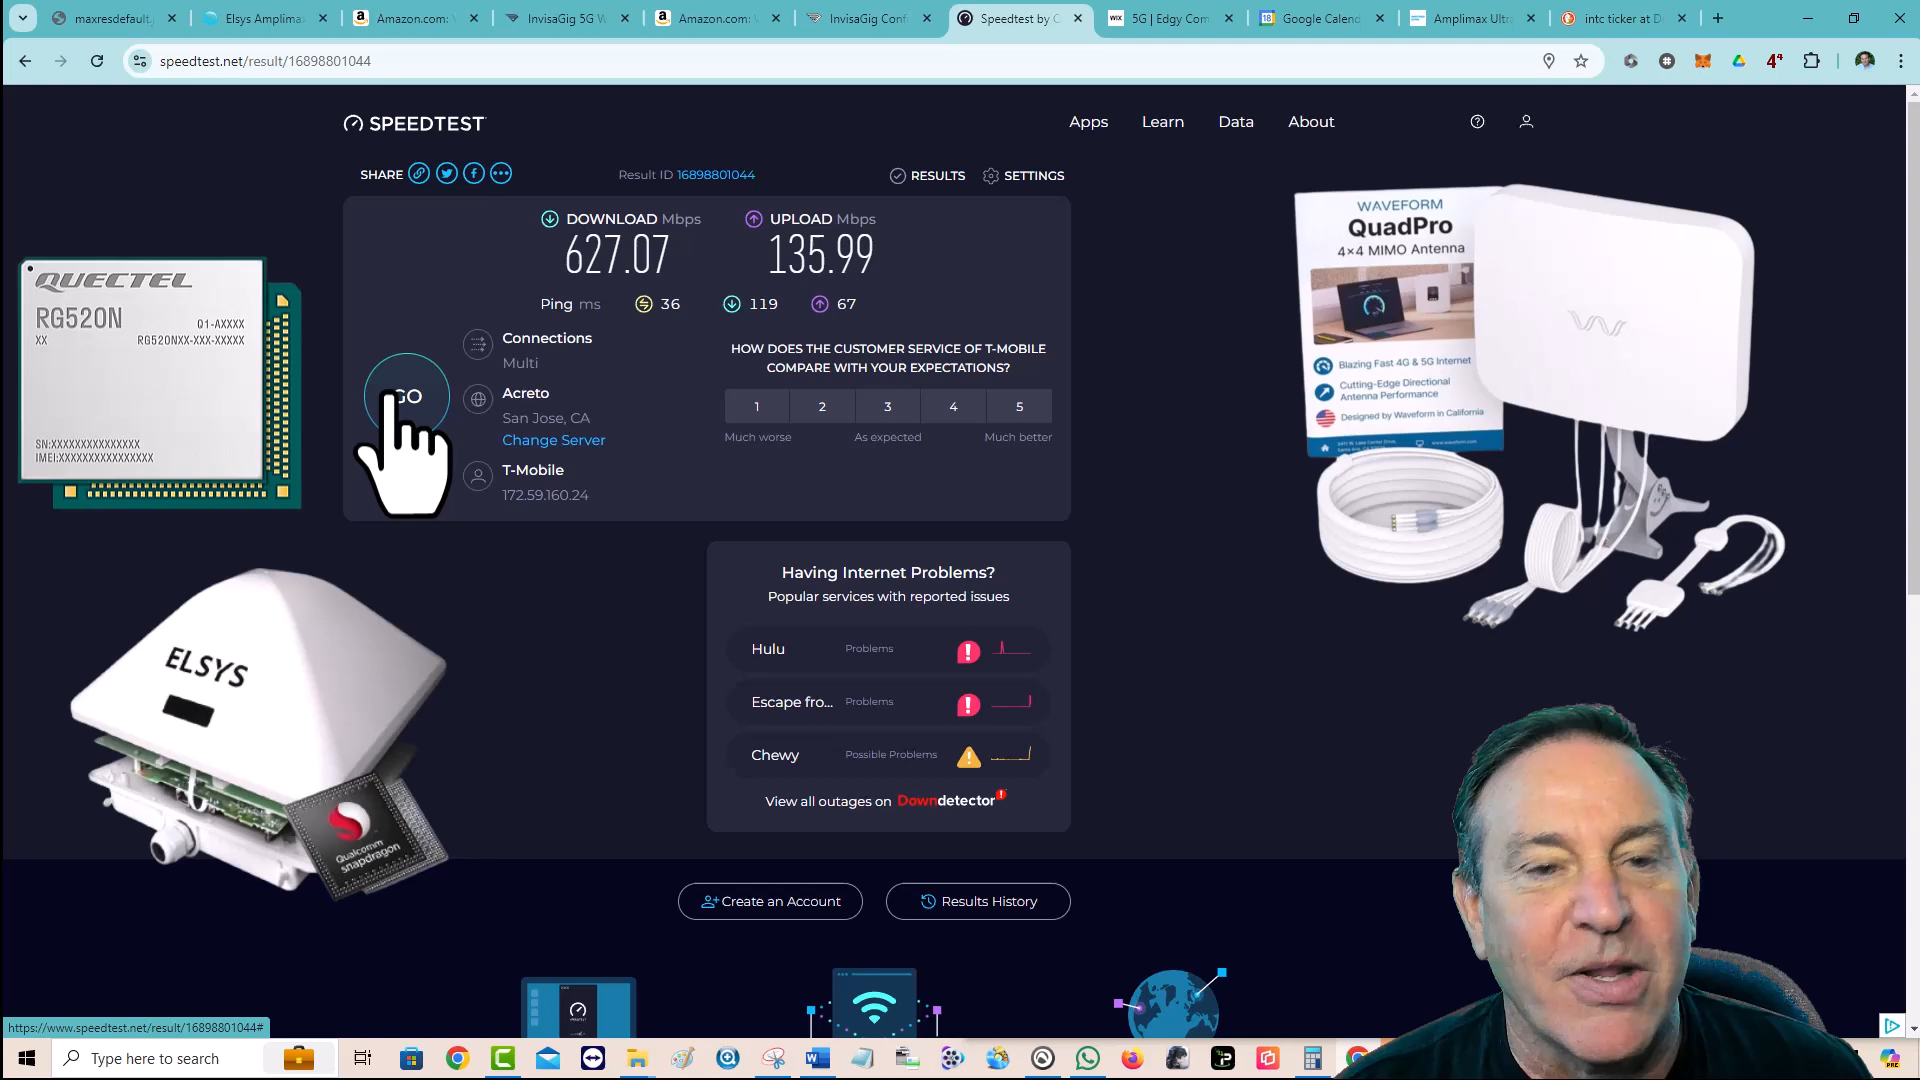 maxresdefault.
Elsys Amplimax
Amazon.com:
InvisaGig 5G W
Amazon.com:
InvisaGig Conf
Speedtest by O
WIX
5G | Edgy Com
18
Google Calend
Amplimax Ultra
intc ticker at D
speedtest.net/result/16898801044
SPEEDTEST
Apps Learn Data About
SHARE
Result ID 16898801044
RESULTS SETTINGS
DOWNLOAD Mbps
627.07
UPLOAD Mbps
135.99
Ping ms 36 119 67
Connections
Multi
GO
Acreto
San Jose, CA
Change Server
T-Mobile
172.59.160.24
HOW DOES THE CUSTOMER SERVICE OF T-MOBILE
COMPARE WITH YOUR EXPECTATIONS?
1 2 3 4 5
Much worse As expected Much better
QUECTEL
RG520N
XX
Q1-AXXXX
RG520NXX-XXX-XXXXX
SN:XXXXXXXXXXXXXXX
IMEI:XXXXXXXXXXXXXXXXX
WAVEFORM
QuadPro
4×4 MIMO Antenna
Blazing Fast 4G & 5G Internet
Cutting-Edge Directional
Antenna Performance
Designed by Waveform in California
ELSYS
Qualcomm
snapdragon
Having Internet Problems?
Popular services with reported issues
Hulu Problems
Escape fro... Problems
Chewy Possible Problems
View all outages on Downdetector
Create an Account
Results History
https://www.speedtest.net/result/16898801044#
Type here to search
PRE